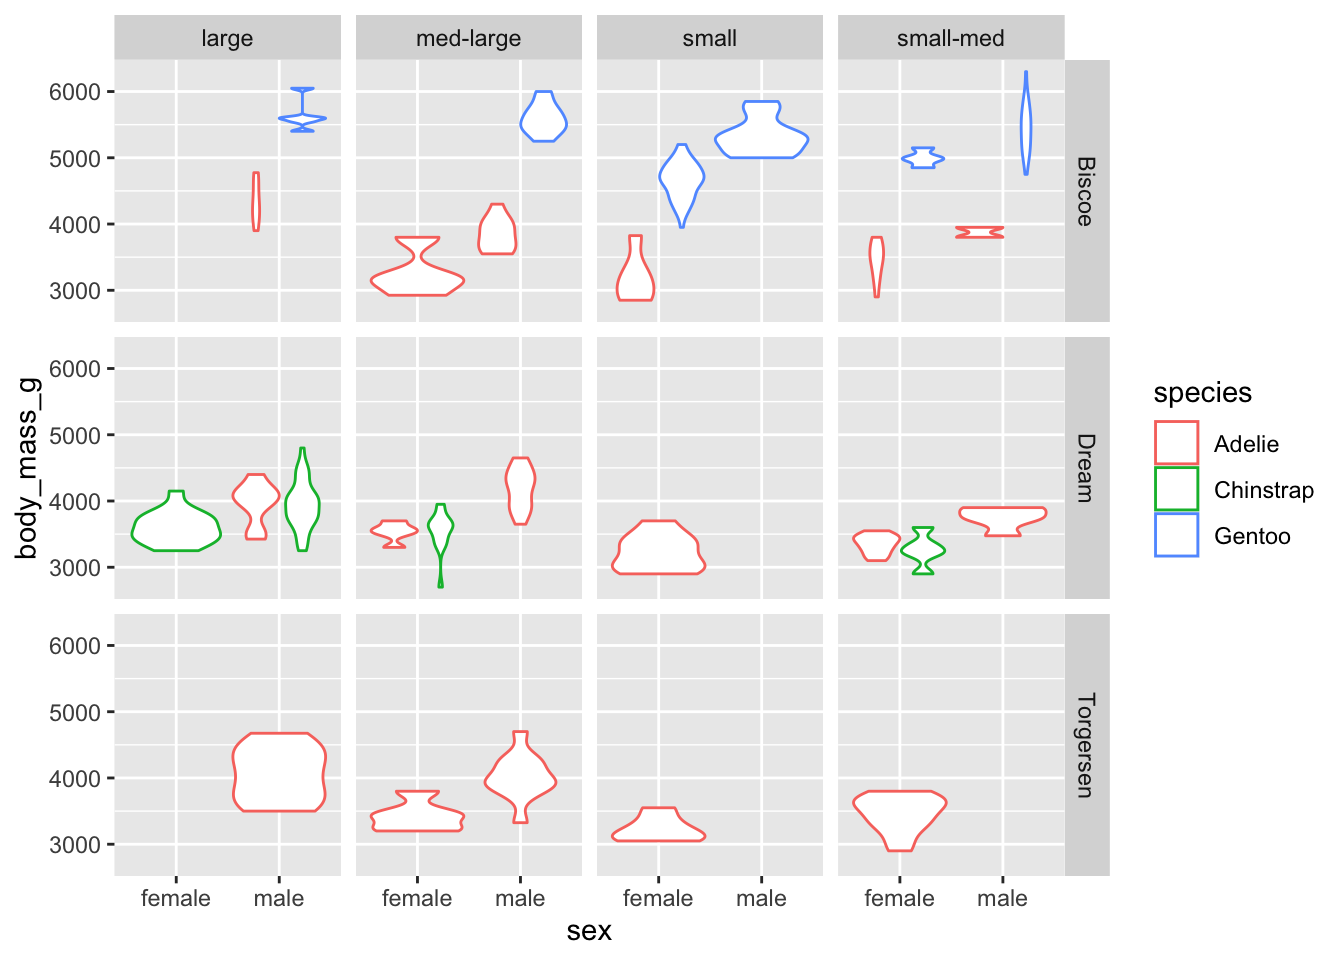 large med-large small small-med
6000
5000
4000
3000
Biscoe
6000
5000
4000
3000
Dream
6000
5000
4000
3000
Torgersen
female male female male female male female male
sex
body_mass_g
species
Adelie
Chinstrap
Gentoo